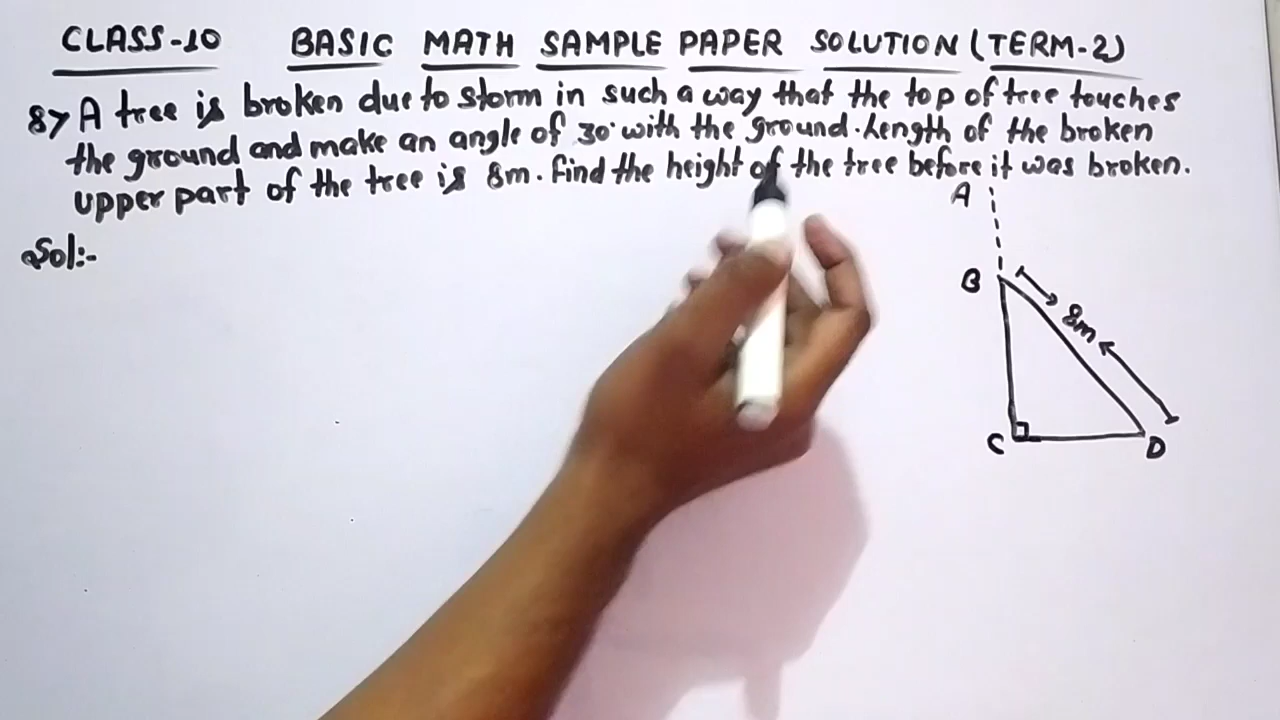 CLASS-10 BASIC MATH SAMPLE PAPER SOLUTION (TERM-2)
8> A tree is broken due to storm in such a way that the top of tree touches
the ground and make an angle of 30° with the ground. Length of the broken
upper part of the tree is 8m. Find the height of the tree before it was broken.
Sol:-
A
B
8m
C
D